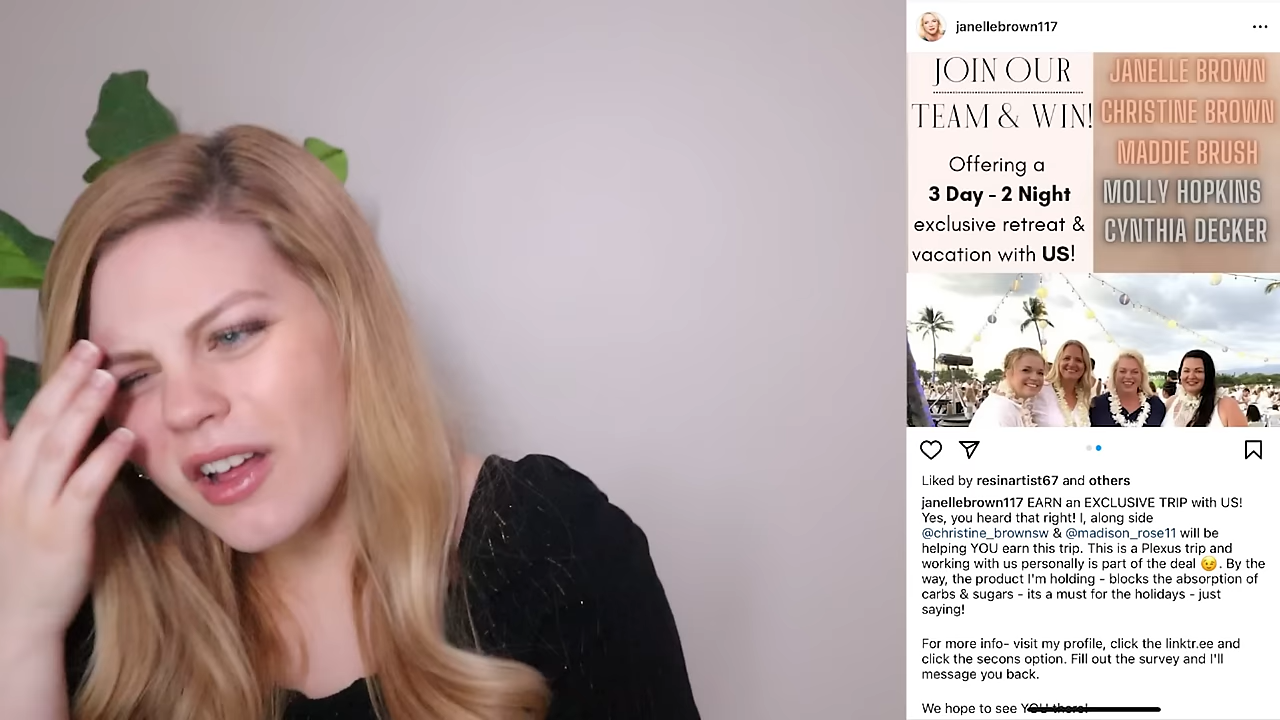 janellebrown117
JOIN OUR
TEAM & WIN!
Offering a
3 Day - 2 Night
exclusive retreat &
vacation with US!
JANELLE BROWN
CHRISTINE BROWN
MADDIE BRUSH
MOLLY HOPKINS
CYNTHIA DECKER
Liked by resinartist67 and others
janellebrown117 EARN an EXCLUSIVE TRIP with US!
Yes, you heard that right! I, along side
@christine_brownsw & @madison_rose11 will be
helping YOU earn this trip. This is a Plexus trip and
working with us personally is part of the deal 😉. By the
way, the product I'm holding - blocks the absorption of
carbs & sugars - its a must for the holidays - just
saying!
For more info- visit my profile, click the linktr.ee and
click the secons option. Fill out the survey and I'll
message you back.
We hope to see YOU there!